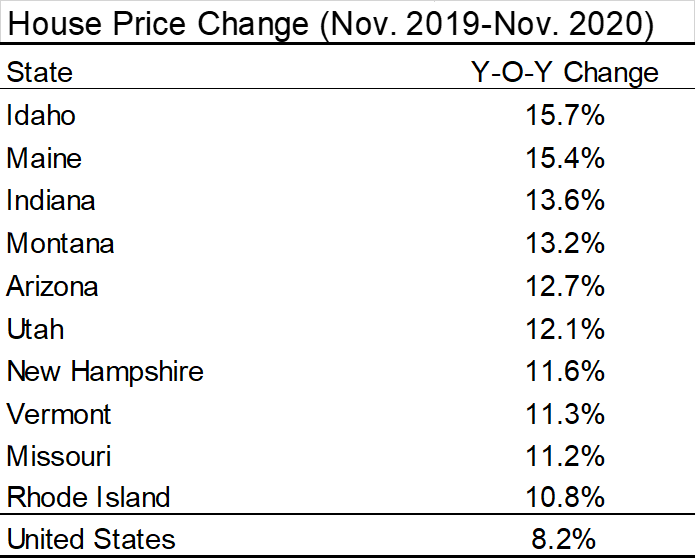 House Price Change (Nov. 2019-Nov. 2020)
State Y-O-Y Change
Idaho 15.7%
Maine 15.4%
Indiana 13.6%
Montana 13.2%
Arizona 12.7%
Utah 12.1%
New Hampshire 11.6%
Vermont 11.3%
Missouri 11.2%
Rhode Island 10.8%
United States 8.2%